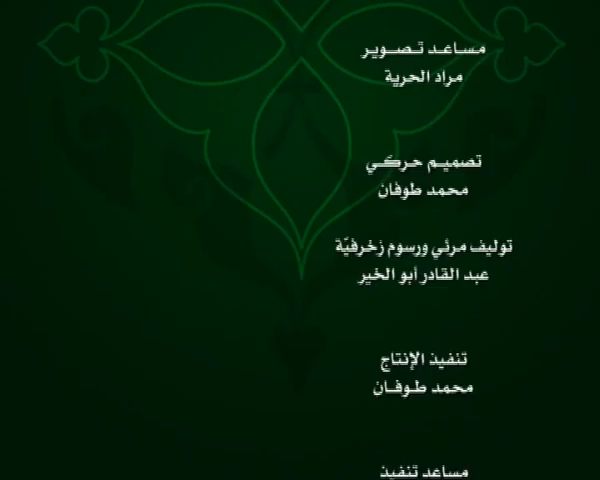 مساعد تصوير
مراد الحرية
تصميم حركي
محمد طوفان
توليف مرئي ورسوم زخرفيّة
عبد القادر أبو الخير
تنفيذ الإنتاج
محمد طوفان
مساعد تنفيذ